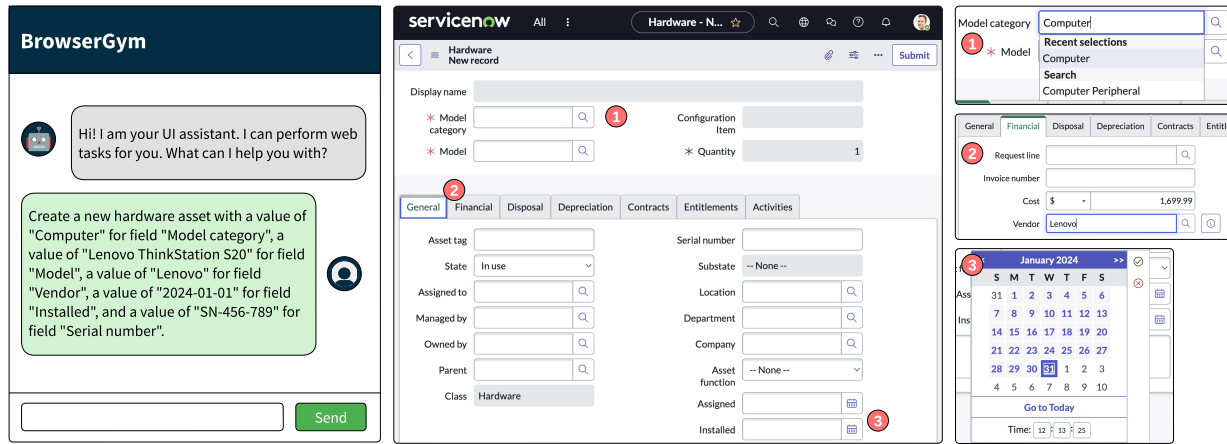 BrowserGym
Hi! I am your UI assistant. I can perform web
tasks for you. What can I help you with?
Create a new hardware asset with a value of
"Computer" for field "Model category", a
value of "Lenovo ThinkStation S20" for field
"Model", a value of "Lenovo" for field
"Vendor", a value of "2024-01-01" for field
"Installed", and a value of "SN-456-789" for
field "Serial number".
Send
servicenow
All
Hardware - N...
Hardware
New record
Submit
Display name
Model
category
1
Configuration
Item
Model
Quantity
1
2
General
Financial
Disposal
Depreciation
Contracts
Entitlements
Activities
Asset tag
Serial number
State
In use
Substate
-- None --
Assigned to
Location
Managed by
Department
Owned by
Company
Parent
Asset
function
-- None --
Class
Hardware
Assigned
Installed
3
Model category
Computer
1
Model
Recent selections
Computer
Search
Computer Peripheral
General
Financial
Disposal
Depreciation
Contracts
Entitl
2
Request line
Invoice number
Cost
$
1,699.99
Vendor
Lenovo
3
January 2024
>>
S M T W T F S
31 1 2 3 4 5 6
7 8 9 10 11 12 13
14 15 16 17 18 19 20
21 22 23 24 25 26 27
28 29 30 31 1 2 3
4 5 6 7 8 9 10
Go to Today
Time: 12 : 13 : 25
Ass
Ins